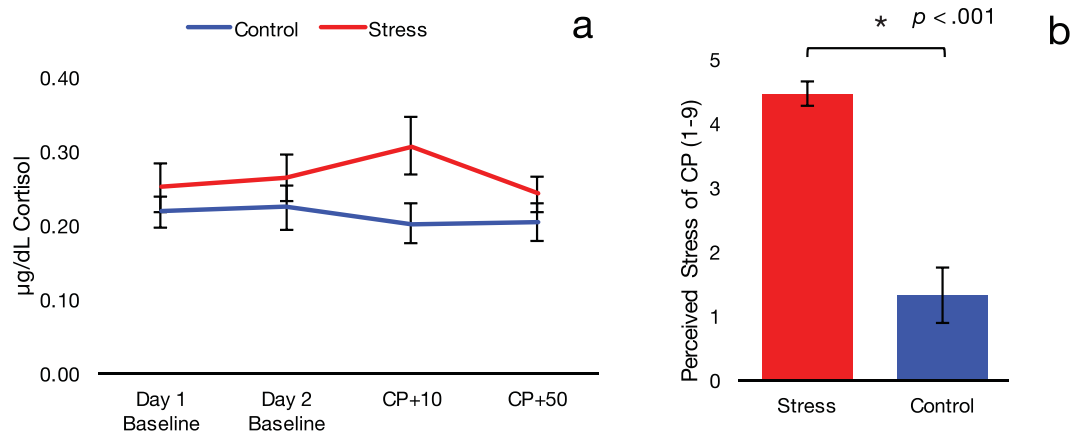 Control Stress
a
µg/dL Cortisol
0.40
0.30
0.20
0.10
0.00
Day 1
Baseline
Day 2
Baseline
CP+10
CP+50
b
* p < .001
Perceived Stress of CP (1-9)
5
4
3
2
1
0
Stress
Control